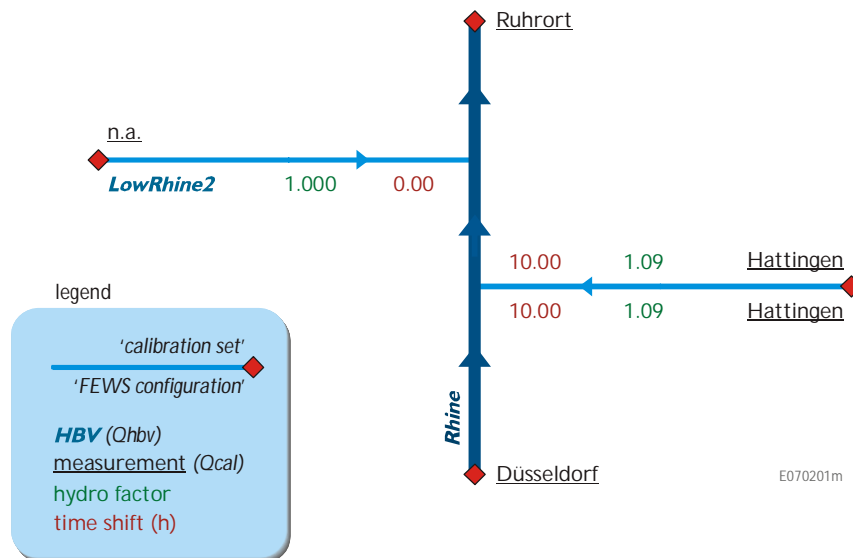 Ruhrort
n.a.
LowRhine2 1.000 0.00
10.00 1.09 Hattingen
10.00 1.09 Hattingen
Rhine
Düsseldorf
E070201m
legend
'calibration set'
'FEWS configuration'
HBV (Qhbv)
measurement (Qcal)
hydro factor
time shift (h)